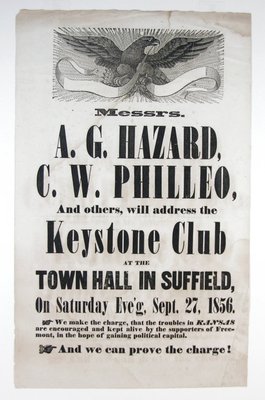 Messrs.
A. G. HAZARD,
C. W. PHILLEO,
And others, will address the
Keystone Club
AT THE
TOWN HALL IN SUFFIELD,
On Saturday Eve'g, Sept. 27, 1856.
☞ We make the charge, that the troubles in KANSAS
are encouraged and kept alive by the supporters of Free-
mont, in the hope of gaining political capital.
☞ And we can prove the charge!